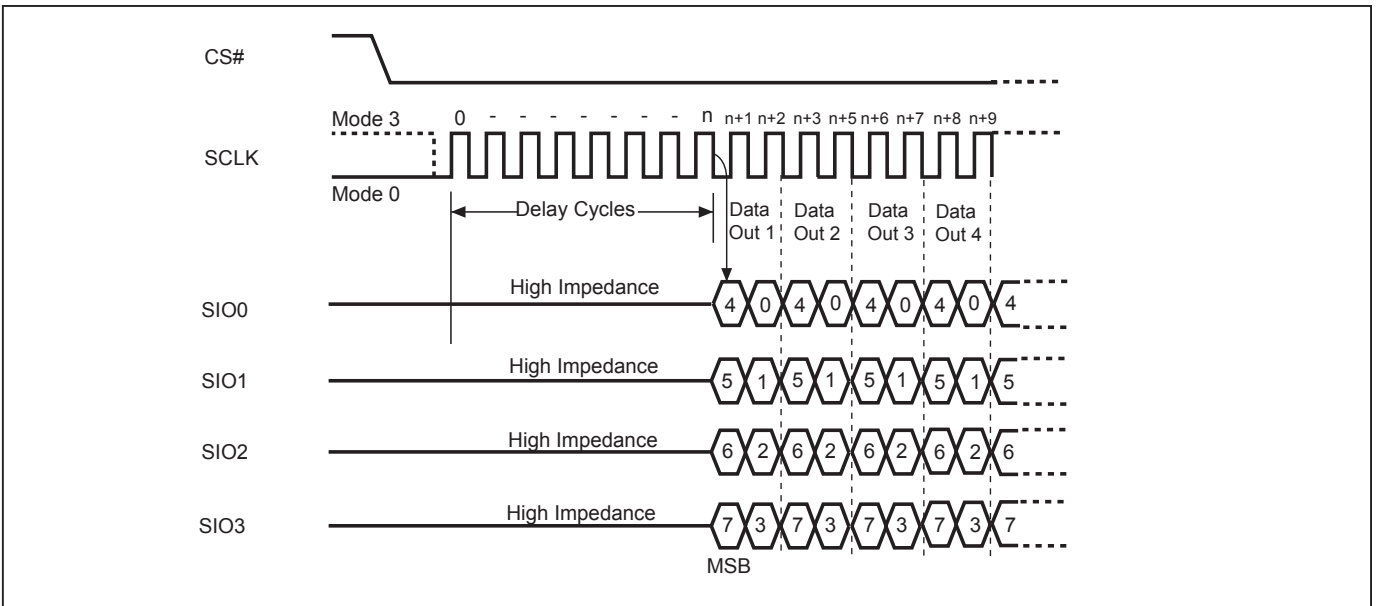 CS#
Mode 3
0 - - - - - - n n+1 n+2 n+3 n+5 n+6 n+7 n+8 n+9
SCLK
Mode 0
Delay Cycles
Data Out 1
Data Out 2
Data Out 3
Data Out 4
High Impedance
SIO0
4 0 4 0 4 0 4 0 4
High Impedance
SIO1
5 1 5 1 5 1 5 1 5
High Impedance
SIO2
6 2 6 2 6 2 6 2 6
High Impedance
SIO3
7 3 7 3 7 3 7 3 7
MSB